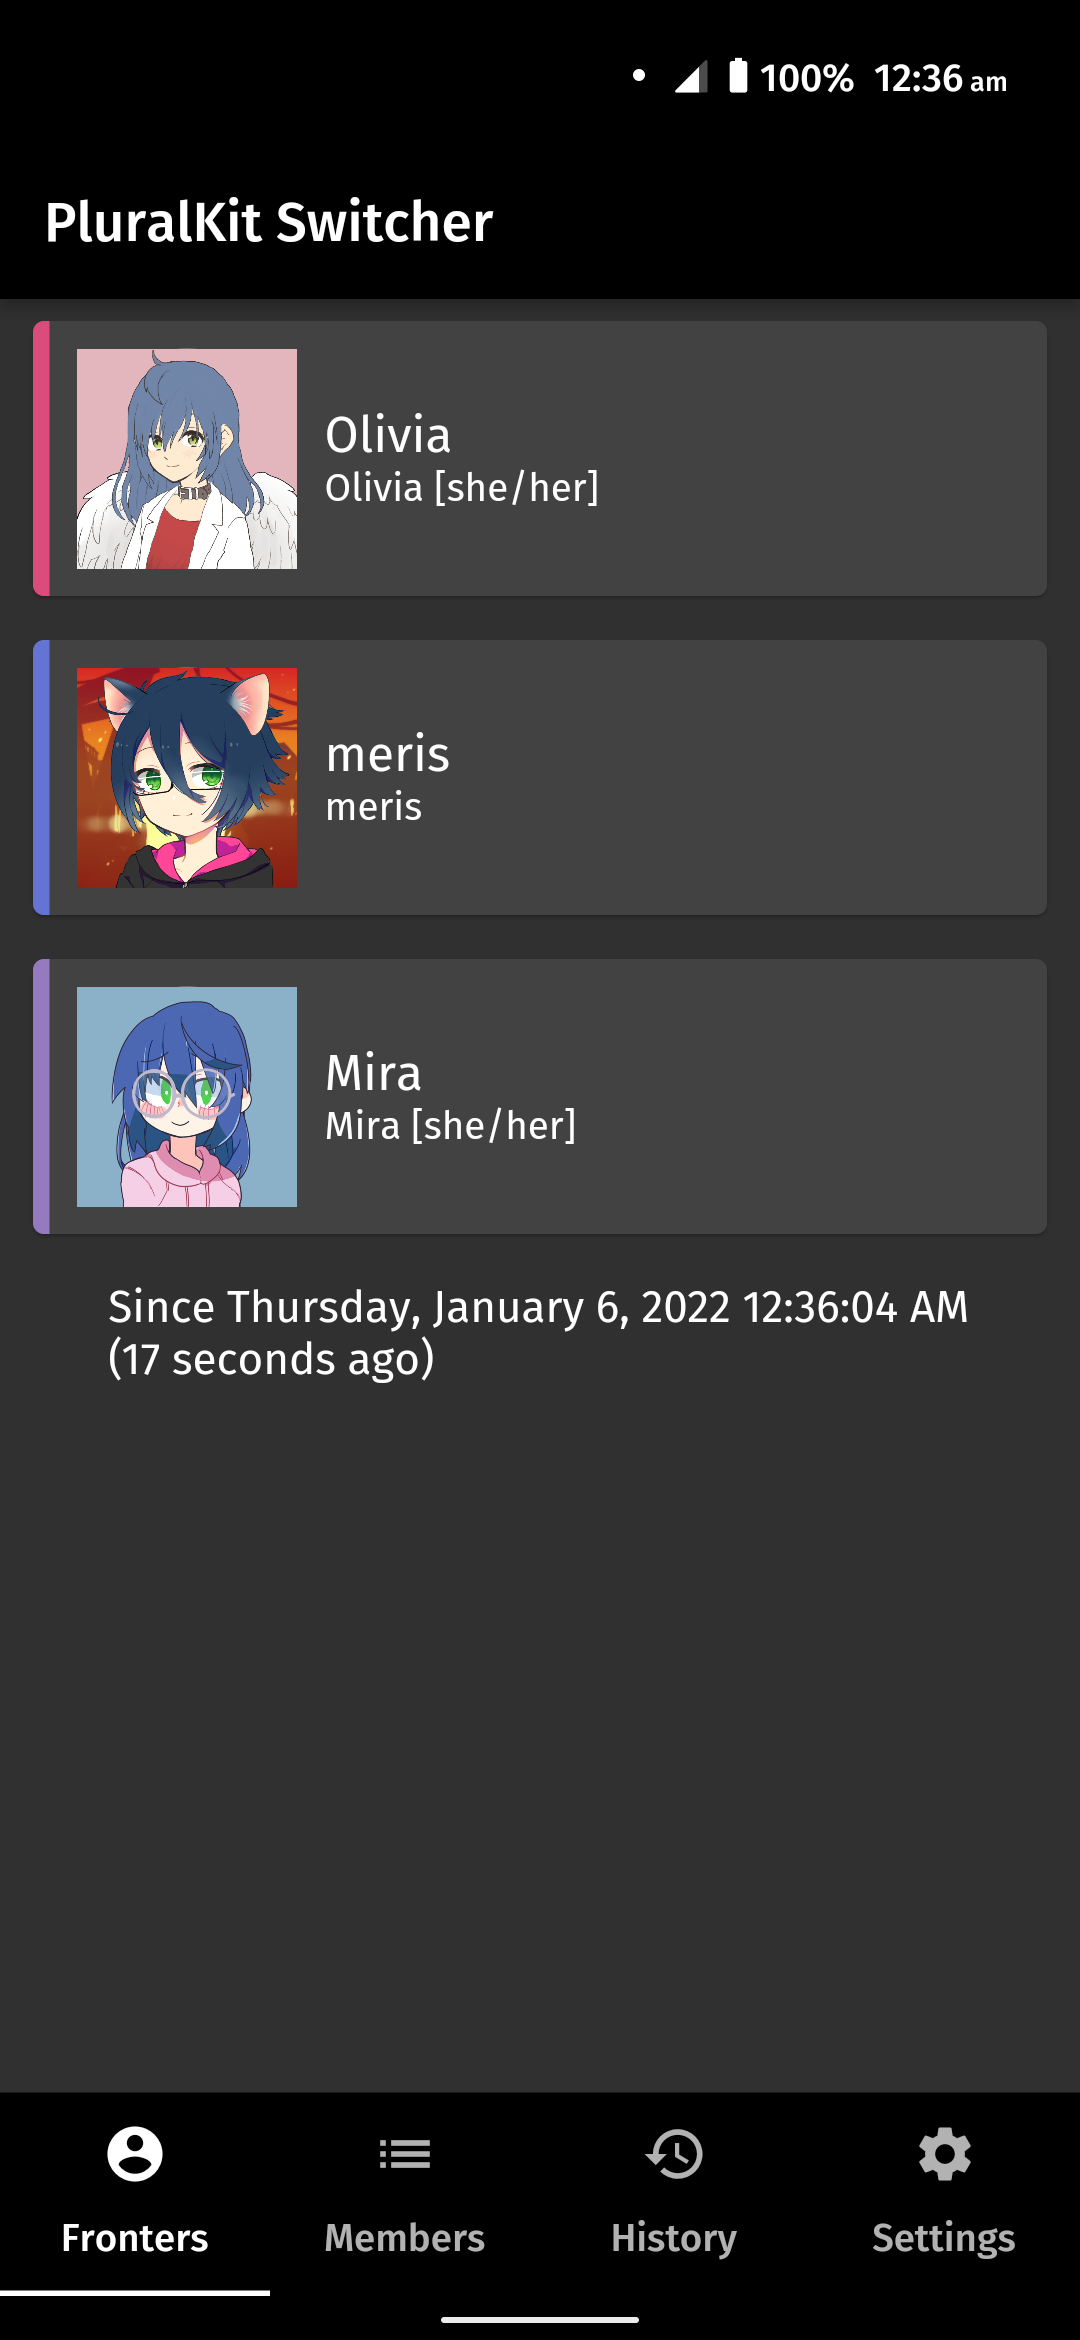 100% 12:36 am
PluralKit Switcher
Olivia
Olivia [she/her]
meris
meris
Mira
Mira [she/her]
Since Thursday, January 6, 2022 12:36:04 AM
(17 seconds ago)
Fronters
Members
History
Settings